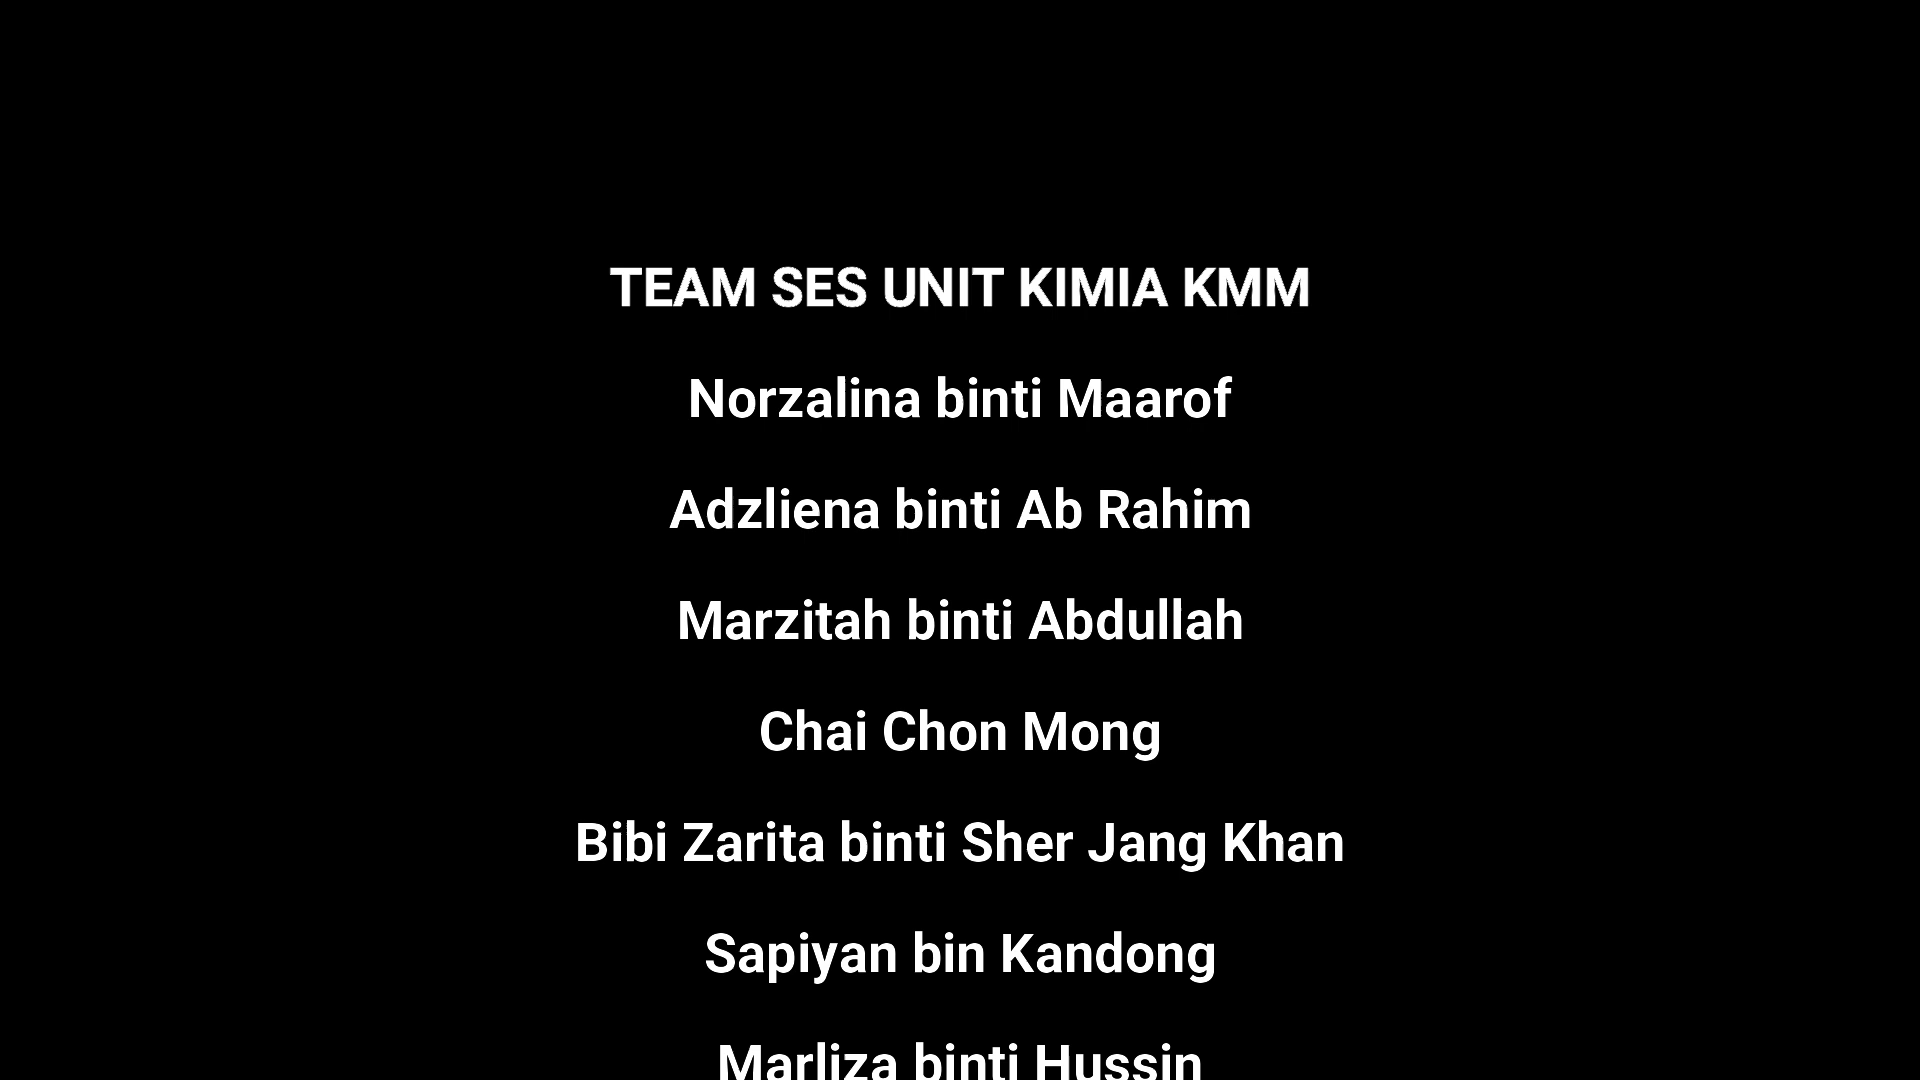 TEAM SES UNIT KIMIA KMM
Norzalina binti Maarof
Adzliena binti Ab Rahim
Marzitah binti Abdullah
Chai Chon Mong
Bibi Zarita binti Sher Jang Khan
Sapiyan bin Kandong
Marliza binti Hussin